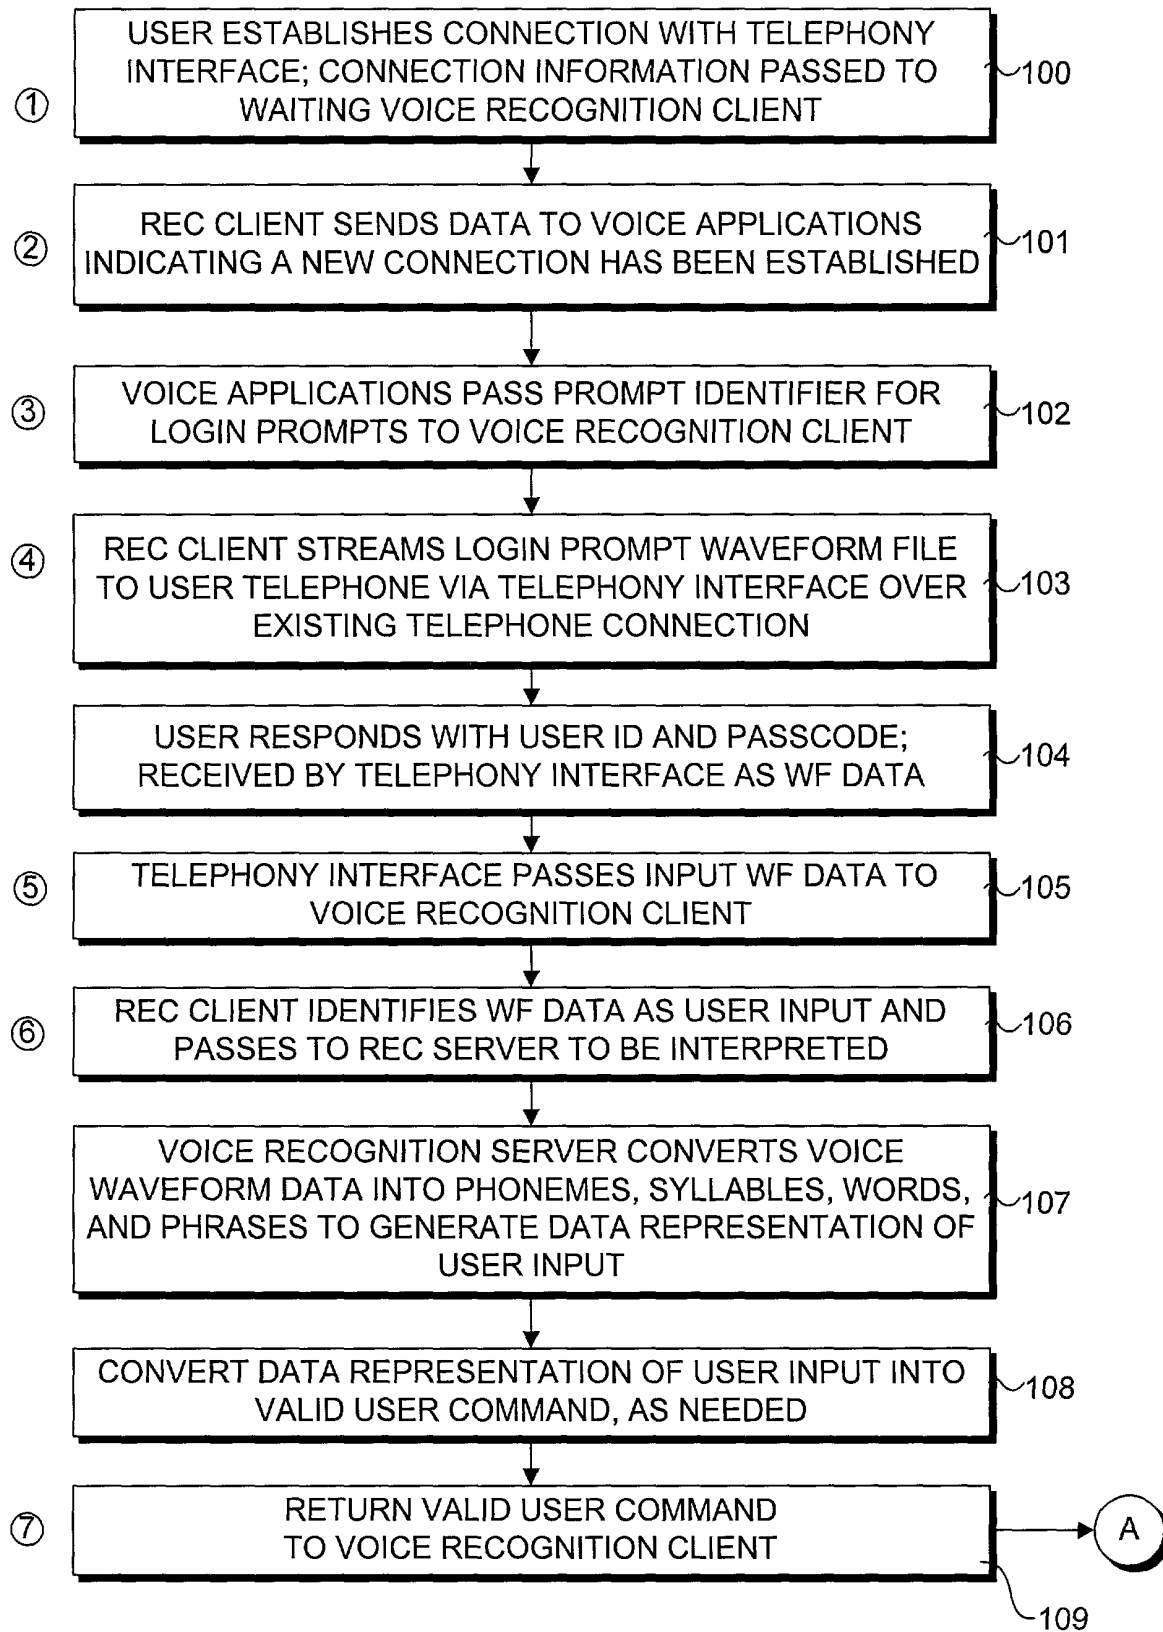 USER ESTABLISHES CONNECTION WITH TELEPHONY
INTERFACE; CONNECTION INFORMATION PASSED TO
WAITING VOICE RECOGNITION CLIENT
100
①
REC CLIENT SENDS DATA TO VOICE APPLICATIONS
INDICATING A NEW CONNECTION HAS BEEN ESTABLISHED
101
②
VOICE APPLICATIONS PASS PROMPT IDENTIFIER FOR
LOGIN PROMPTS TO VOICE RECOGNITION CLIENT
102
③
REC CLIENT STREAMS LOGIN PROMPT WAVEFORM FILE
TO USER TELEPHONE VIA TELEPHONY INTERFACE OVER
EXISTING TELEPHONE CONNECTION
103
④
USER RESPONDS WITH USER ID AND PASSCODE;
RECEIVED BY TELEPHONY INTERFACE AS WF DATA
104
TELEPHONY INTERFACE PASSES INPUT WF DATA TO
VOICE RECOGNITION CLIENT
105
⑤
REC CLIENT IDENTIFIES WF DATA AS USER INPUT AND
PASSES TO REC SERVER TO BE INTERPRETED
106
⑥
VOICE RECOGNITION SERVER CONVERTS VOICE
WAVEFORM DATA INTO PHONEMES, SYLLABLES, WORDS,
AND PHRASES TO GENERATE DATA REPRESENTATION OF
USER INPUT
107
CONVERT DATA REPRESENTATION OF USER INPUT INTO
VALID USER COMMAND, AS NEEDED
108
RETURN VALID USER COMMAND
TO VOICE RECOGNITION CLIENT
⑦
A
109